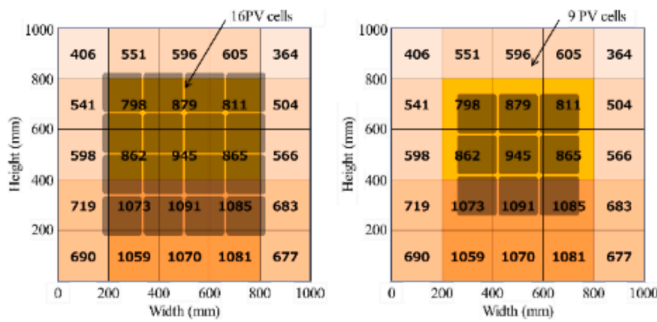 16PV cells
1000
800
600
400
200
0
Height (mm)
406 551 596 605 364
541 798 879 811 504
598 862 945 865 566
719 1073 1091 1085 683
690 1059 1070 1081 677
0 200 400 600 800 1000
Width (mm)
9 PV cells
1000
800
600
400
200
0
Height (mm)
406 551 596 605 364
541 798 879 811 504
598 862 945 865 566
719 1073 1091 1085 683
690 1059 1070 1081 677
0 200 400 600 800 1000
Width (mm)